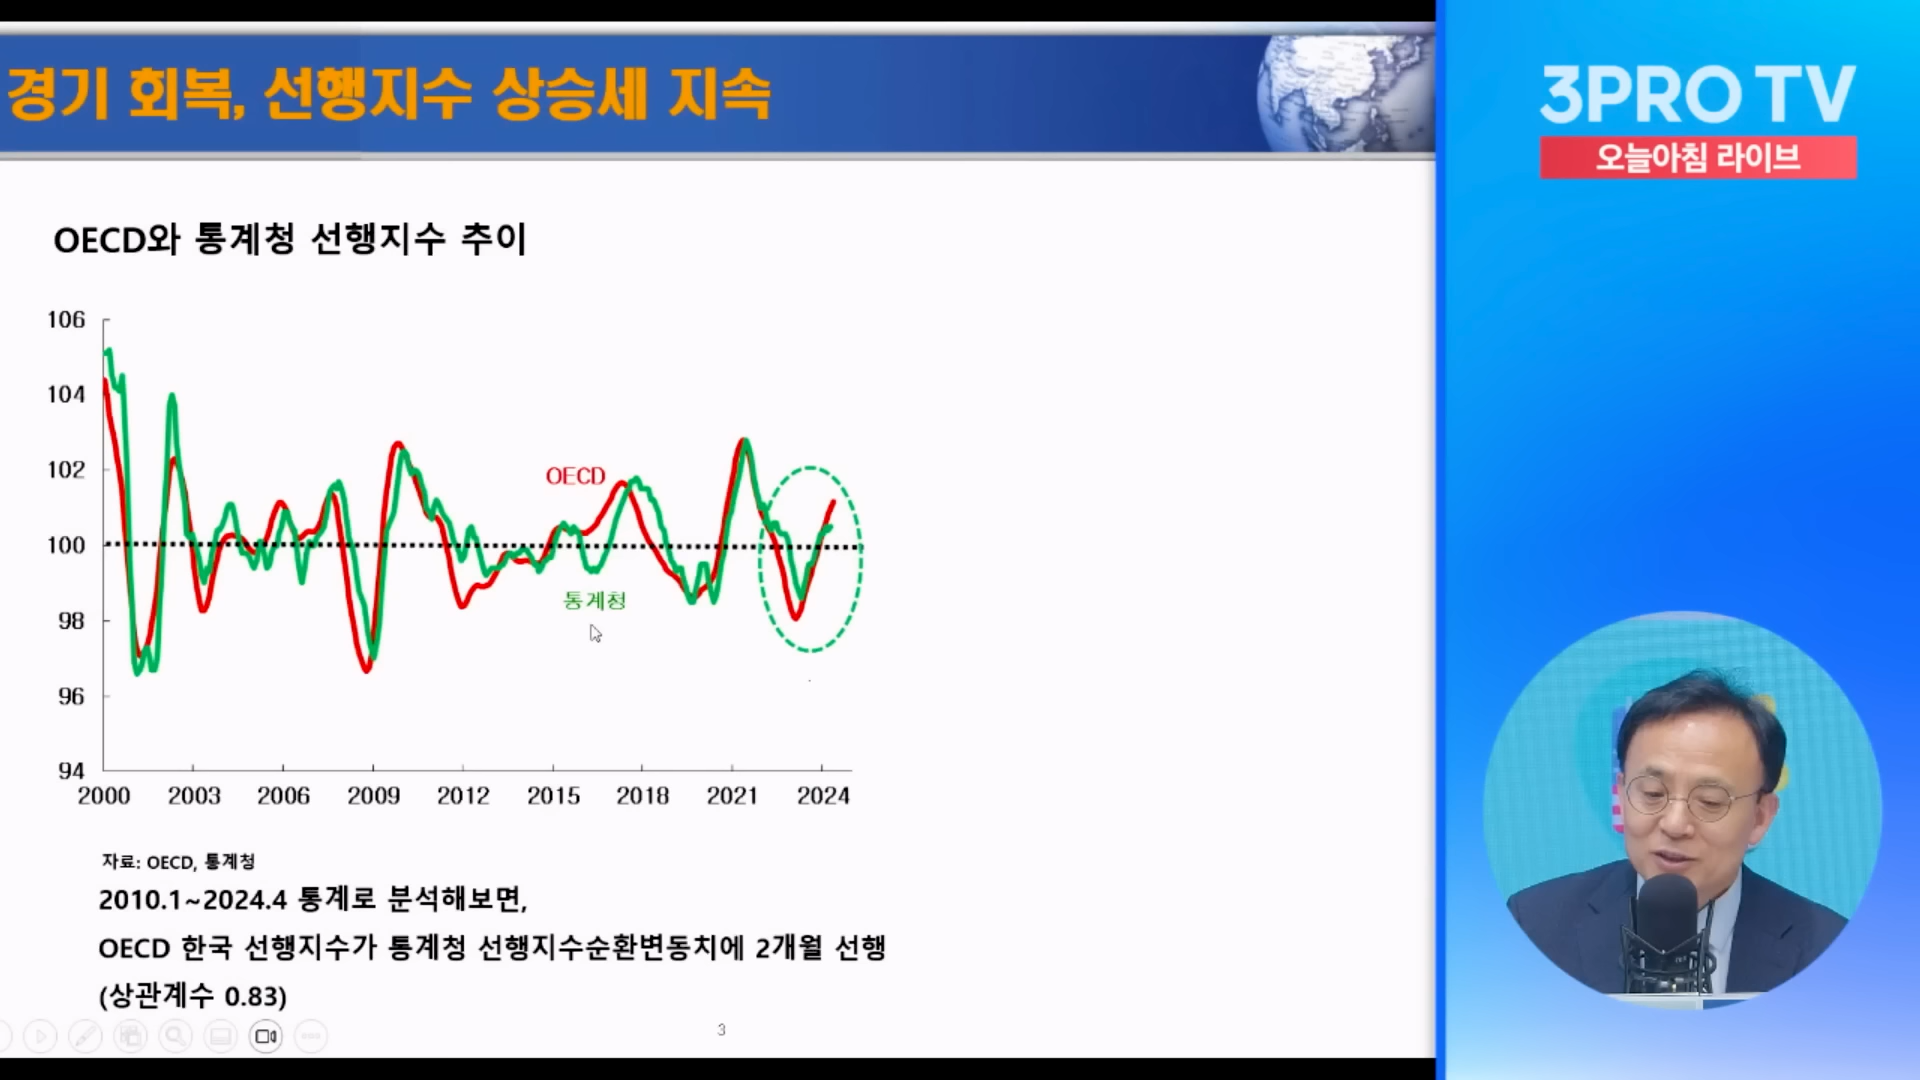 경기 회복, 선행지수 상승세 지속
3PRO TV
오늘아침 라이브
OECD와 통계청 선행지수 추이
106
104
102
100
98
96
94
OECD
통계청
2000 2003 2006 2009 2012 2015 2018 2021 2024
자료: OECD, 통계청
2010.1~2024.4 통계로 분석해보면,
OECD 한국 선행지수가 통계청 선행지수순환변동치에 2개월 선행
(상관계수 0.83)
3